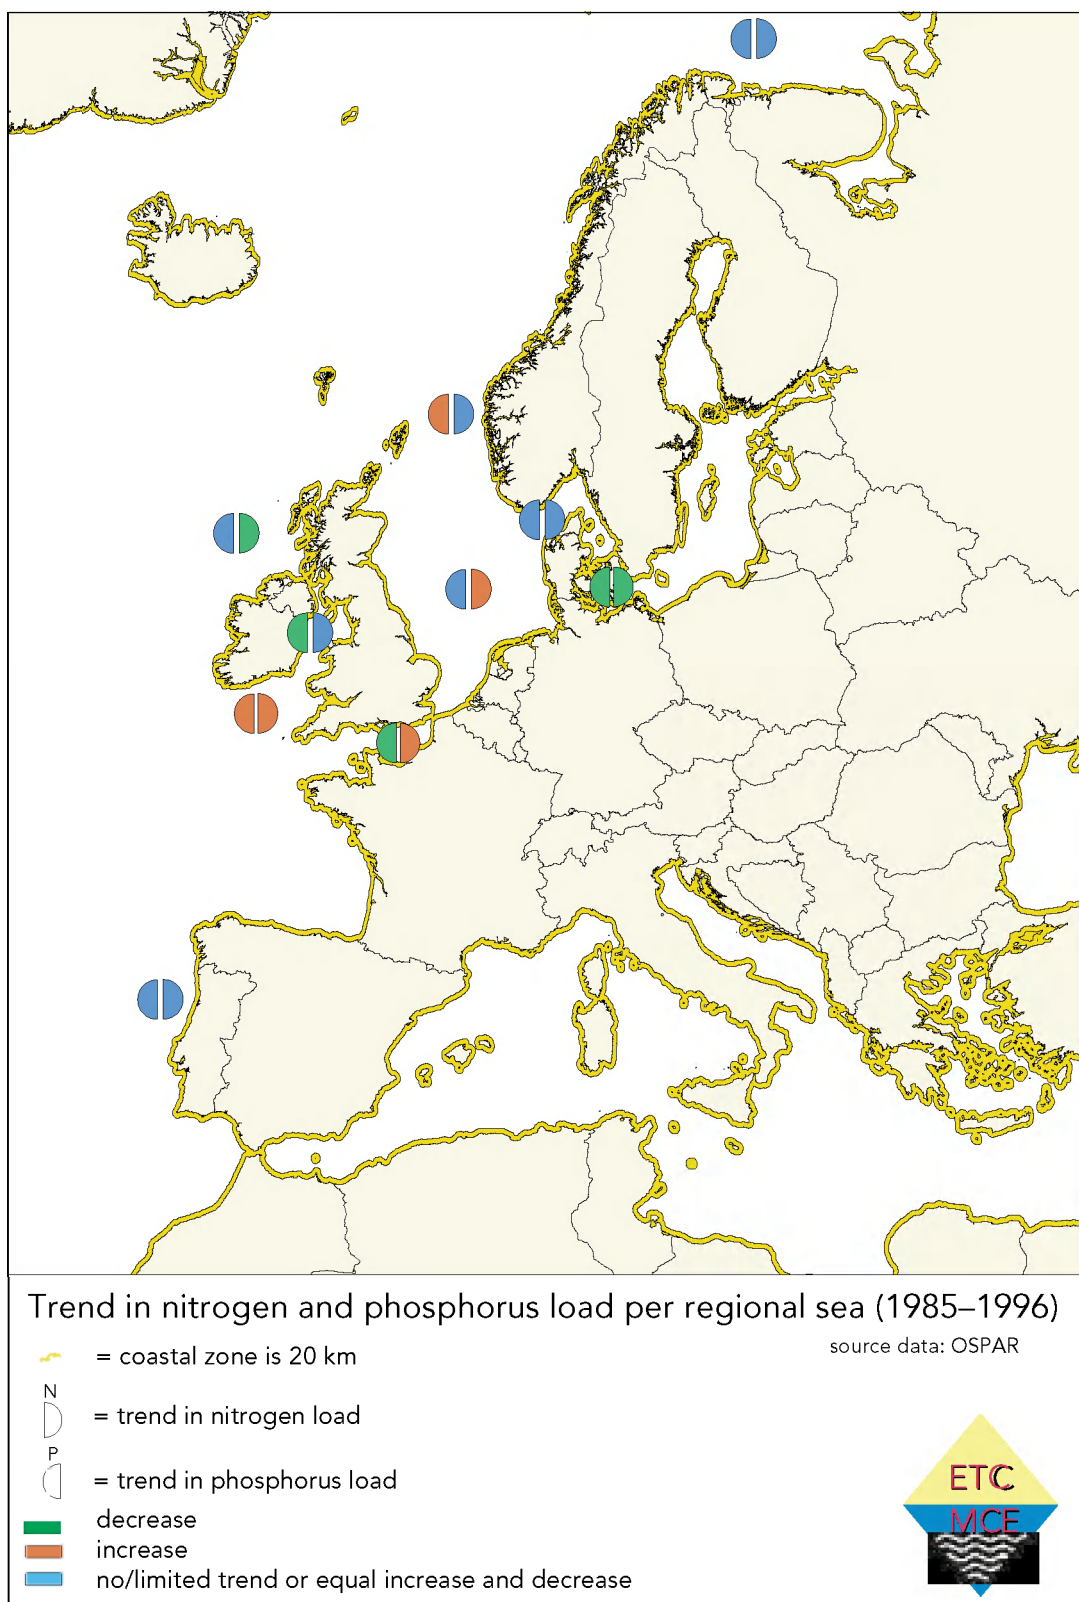 Trend in nitrogen and phosphorus load per regional sea (1985–1996)
source data: OSPAR
= coastal zone is 20 km
N
= trend in nitrogen load
P
= trend in phosphorus load
decrease
increase
no/limited trend or equal increase and decrease
ETC
MCE